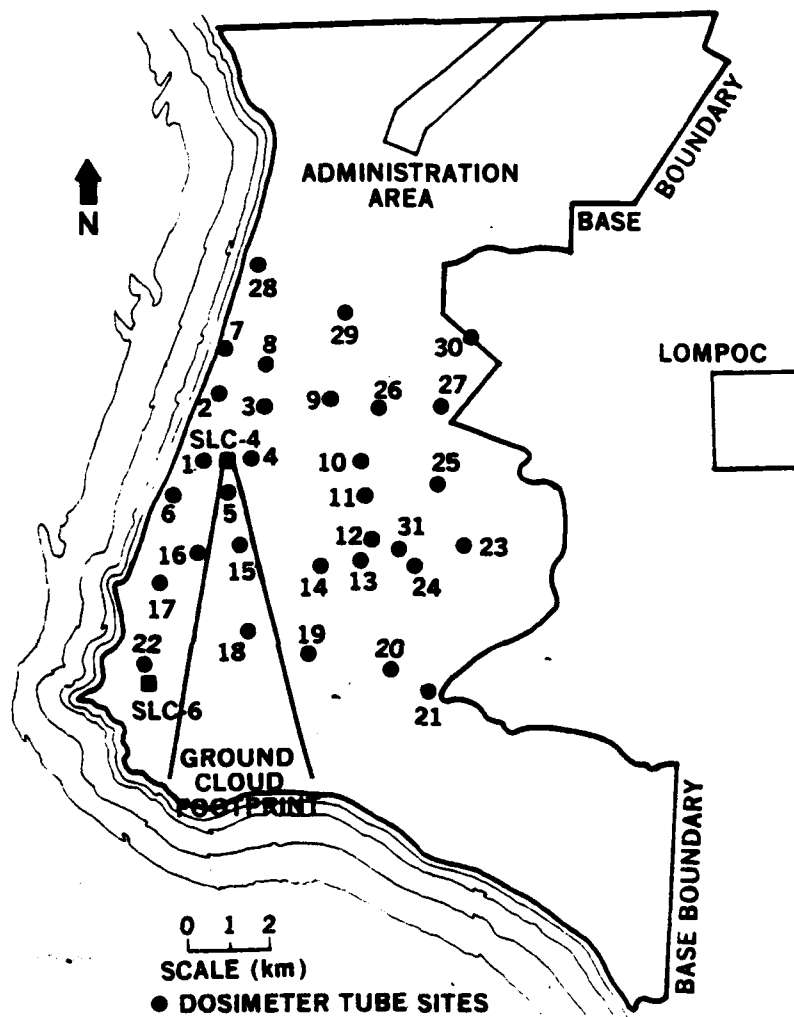 BOUNDARY
ADMINISTRATION
AREA
N
BASE
28
29
7
8
30
LOMPOC
27
2
3
9
26
SLC-4
1
4
10
25
6
5
11
12
31
23
16
15
14
13
24
17
22
18
19
20
SLC-6
21
GROUND
CLOUD
FOOTPRINT
BASE BOUNDARY
0 1 2
SCALE (km)
DOSIMETER TUBE SITES